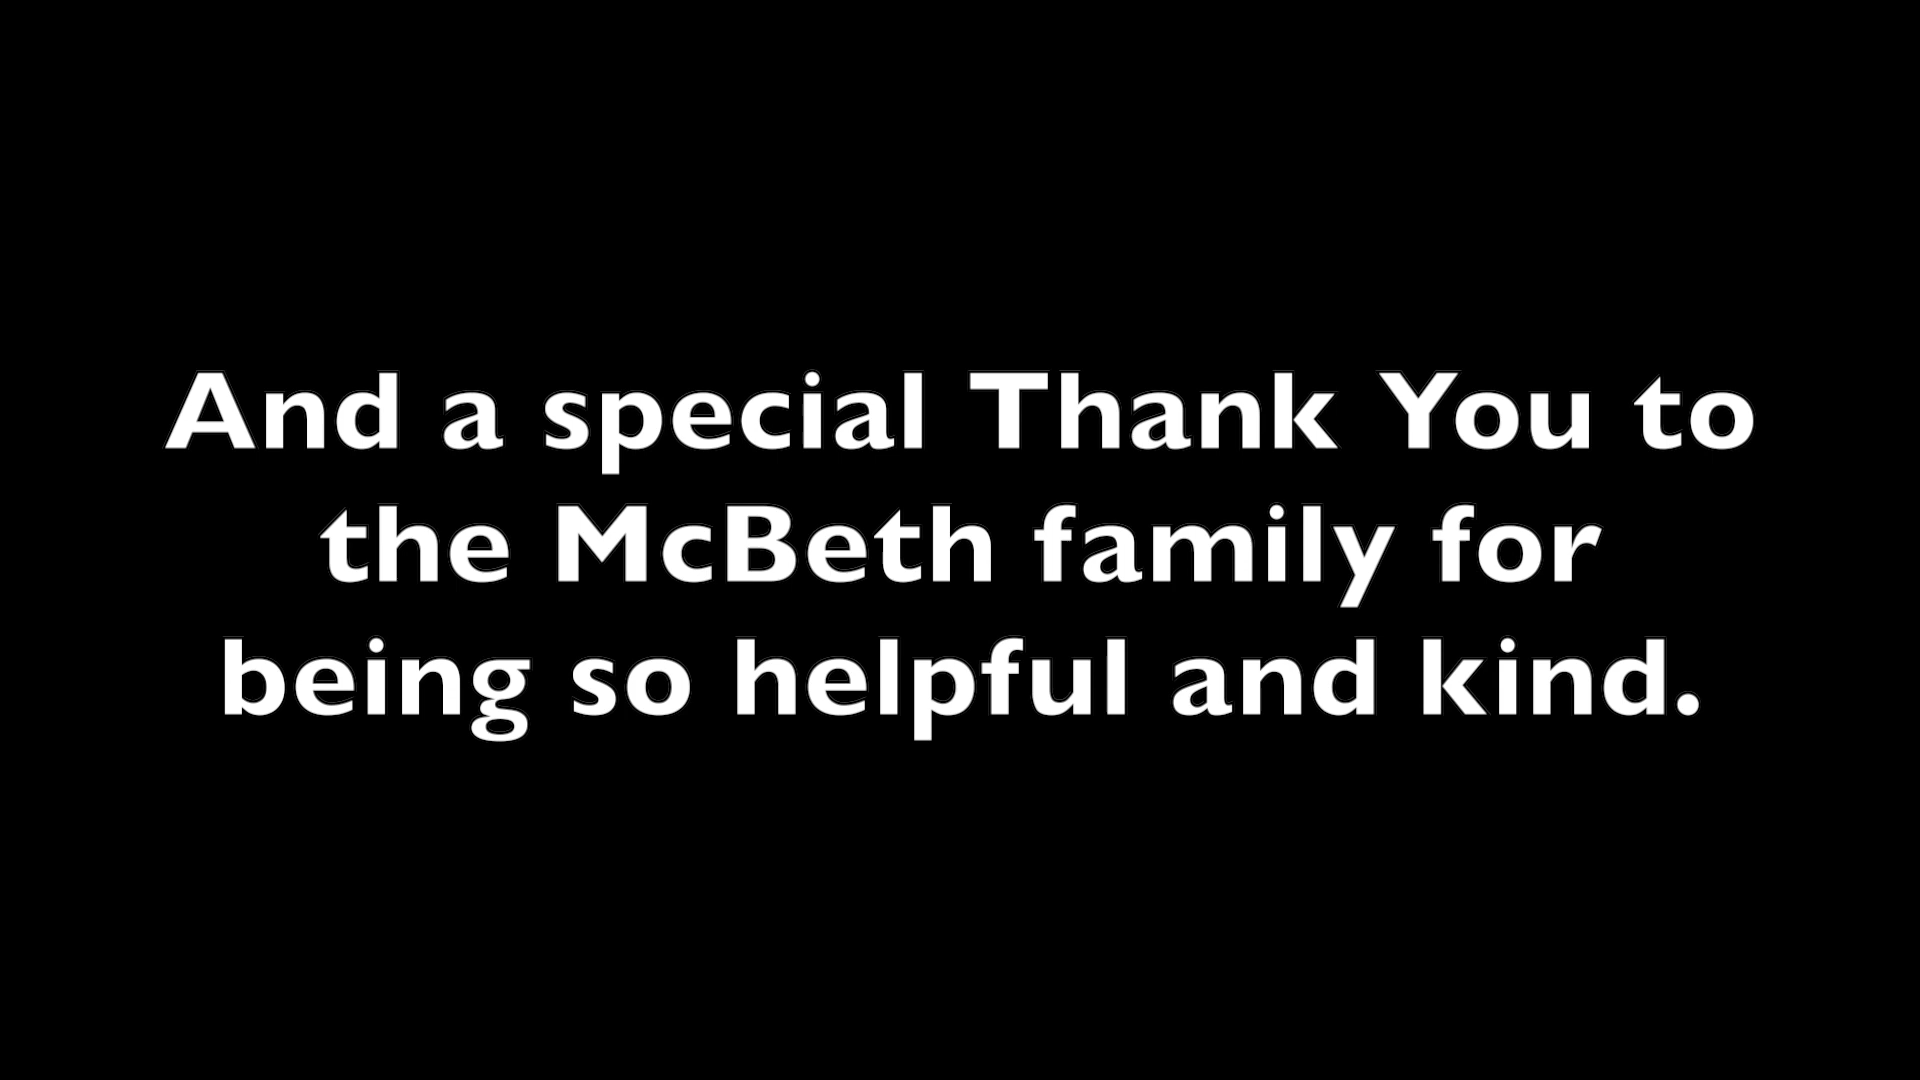 And a special Thank You to
the McBeth family for
being so helpful and kind.